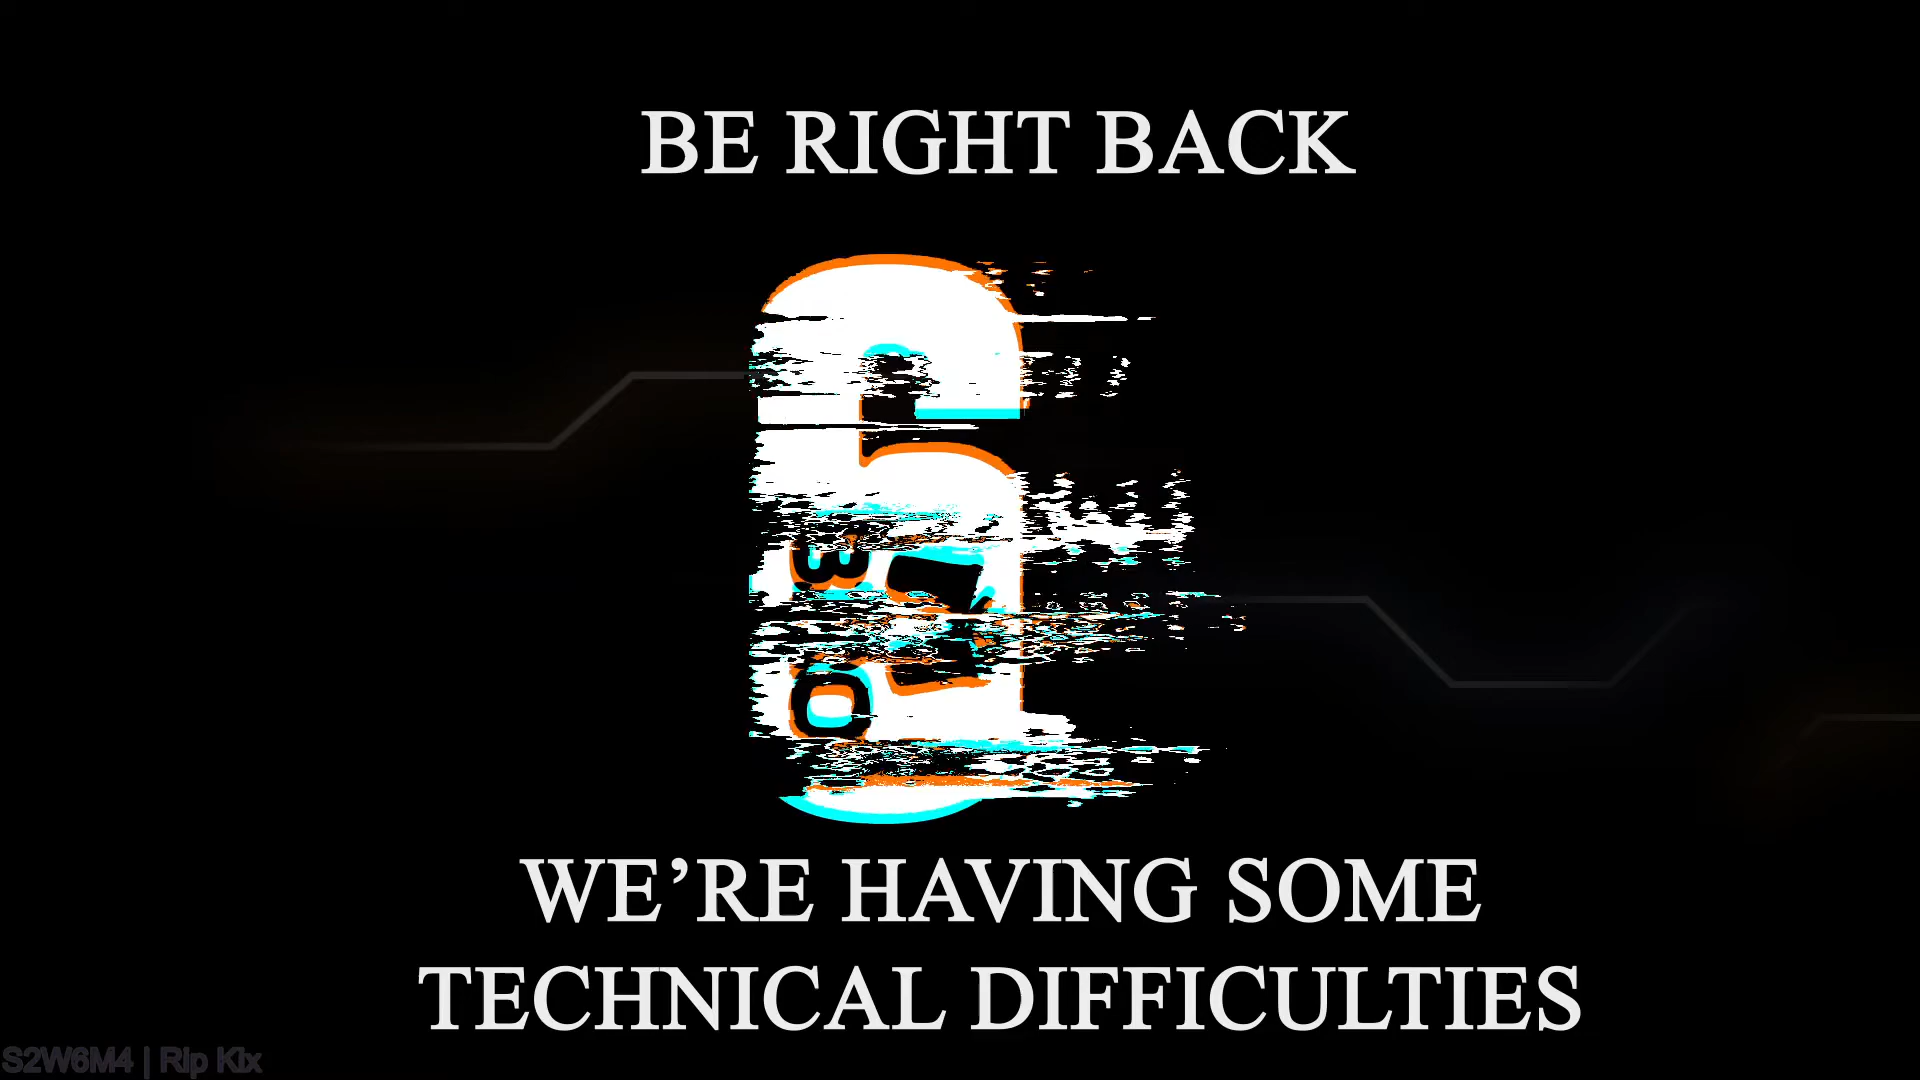 BE RIGHT BACK
WE’RE HAVING SOME
TECHNICAL DIFFICULTIES
S2W6M4 | Rip Kix